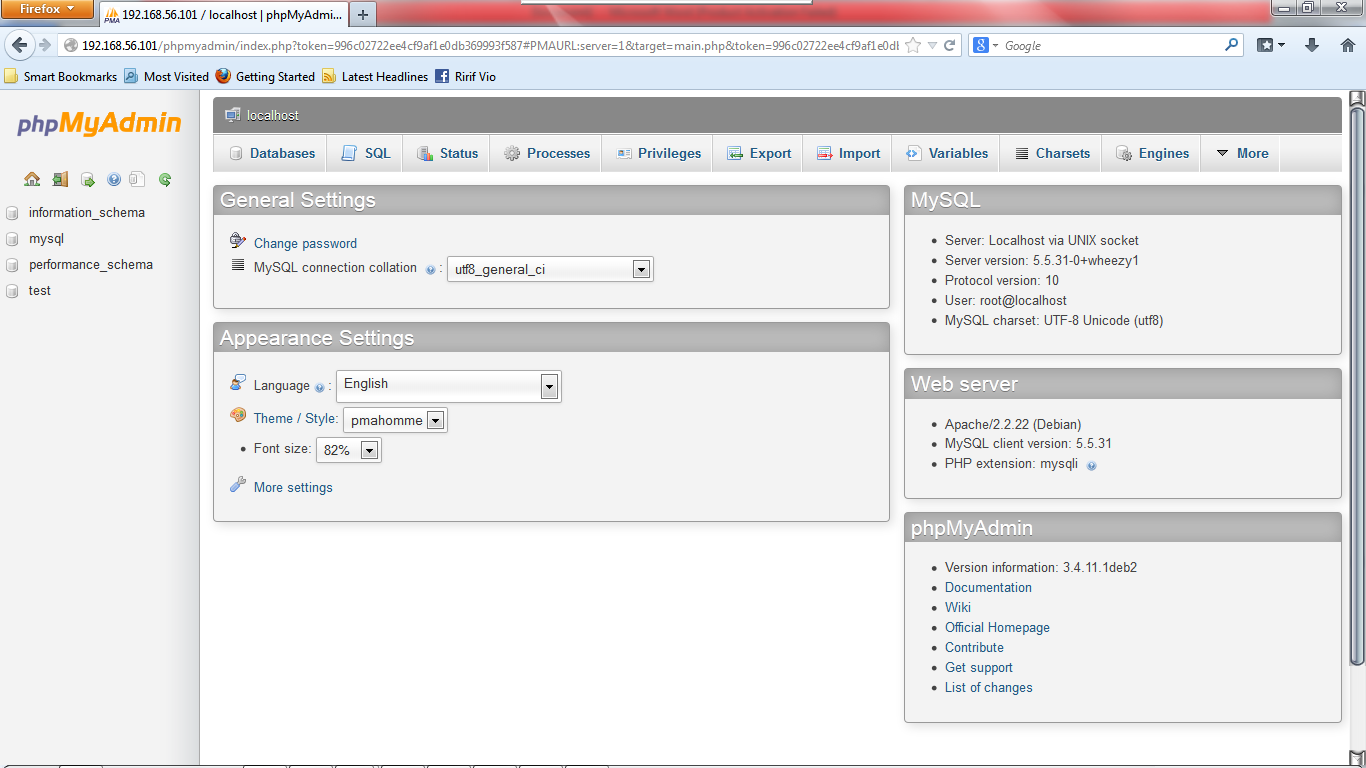 Firefox
192.168.56.101 / localhost | phpMyAdmi...
192.168.56.101/phpmyadmin/index.php?token=996c02722ee4cf9af1e0db369993f587#PMAURL:server=1&target=main.php&token=996c02722ee4cf9af1e0dl
Google
Smart Bookmarks Most Visited Getting Started Latest Headlines Ririf Vio
phpMyAdmin
information_schema
mysql
performance_schema
test
localhost
Databases SQL Status Processes Privileges Export Import Variables Charsets Engines More
General Settings
Change password
MySQL connection collation : utf8_general_ci
Appearance Settings
Language : English
Theme / Style: pmahomme
• Font size: 82%
More settings
MySQL
• Server: Localhost via UNIX socket
• Server version: 5.5.31-0+wheezy1
• Protocol version: 10
• User: root@localhost
• MySQL charset: UTF-8 Unicode (utf8)
Web server
• Apache/2.2.22 (Debian)
• MySQL client version: 5.5.31
• PHP extension: mysqli
phpMyAdmin
• Version information: 3.4.11.1deb2
• Documentation
• Wiki
• Official Homepage
• Contribute
• Get support
• List of changes